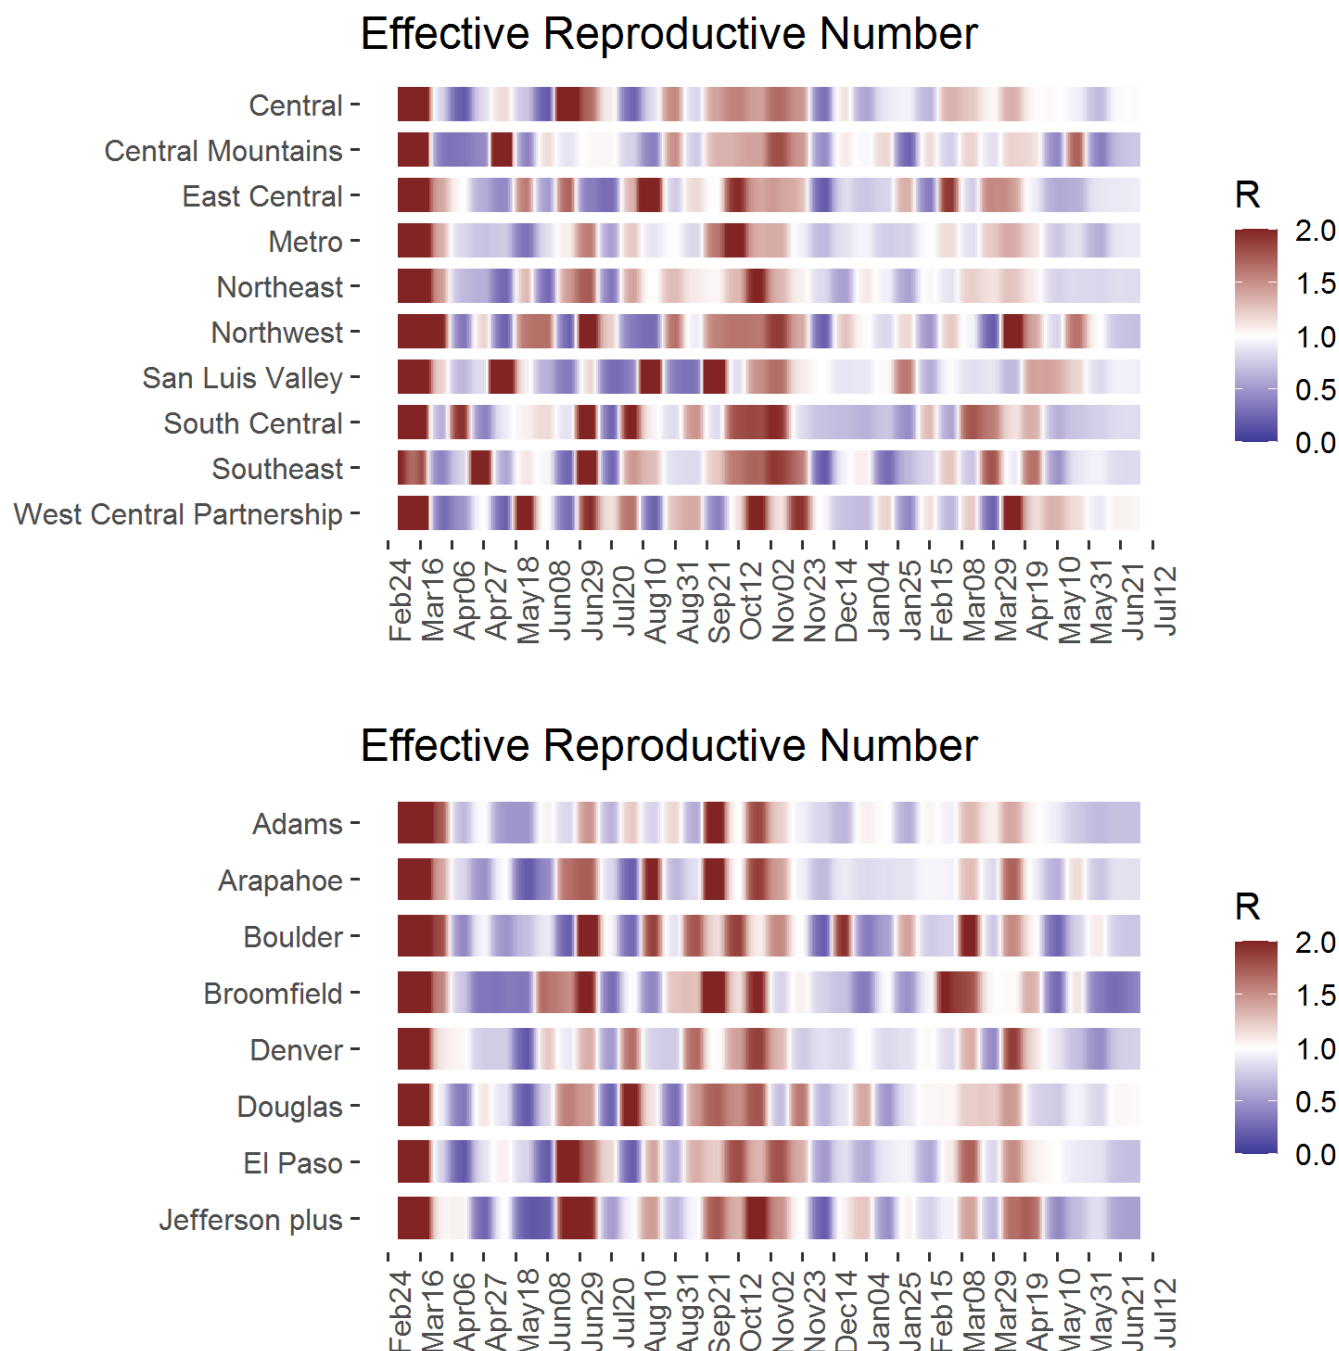 Effective Reproductive Number
Central
Central Mountains
East Central
Metro
Northeast
Northwest
San Luis Valley
South Central
Southeast
West Central Partnership
Feb24
Mar16
Apr06
Apr27
May18
Jun08
Jun29
Jul20
Aug10
Aug31
Sep21
Oct12
Nov02
Nov23
Dec14
Jan04
Jan25
Feb15
Mar08
Mar29
Apr19
May10
May31
Jun21
Jul12
R
2.0
1.5
1.0
0.5
0.0
Effective Reproductive Number
Adams
Arapahoe
Boulder
Broomfield
Denver
Douglas
El Paso
Jefferson plus
Feb24
Mar16
Apr06
Apr27
May18
Jun08
Jun29
Jul20
Aug10
Aug31
Sep21
Oct12
Nov02
Nov23
Dec14
Jan04
Jan25
Feb15
Mar08
Mar29
Apr19
May10
May31
Jun21
Jul12
R
2.0
1.5
1.0
0.5
0.0